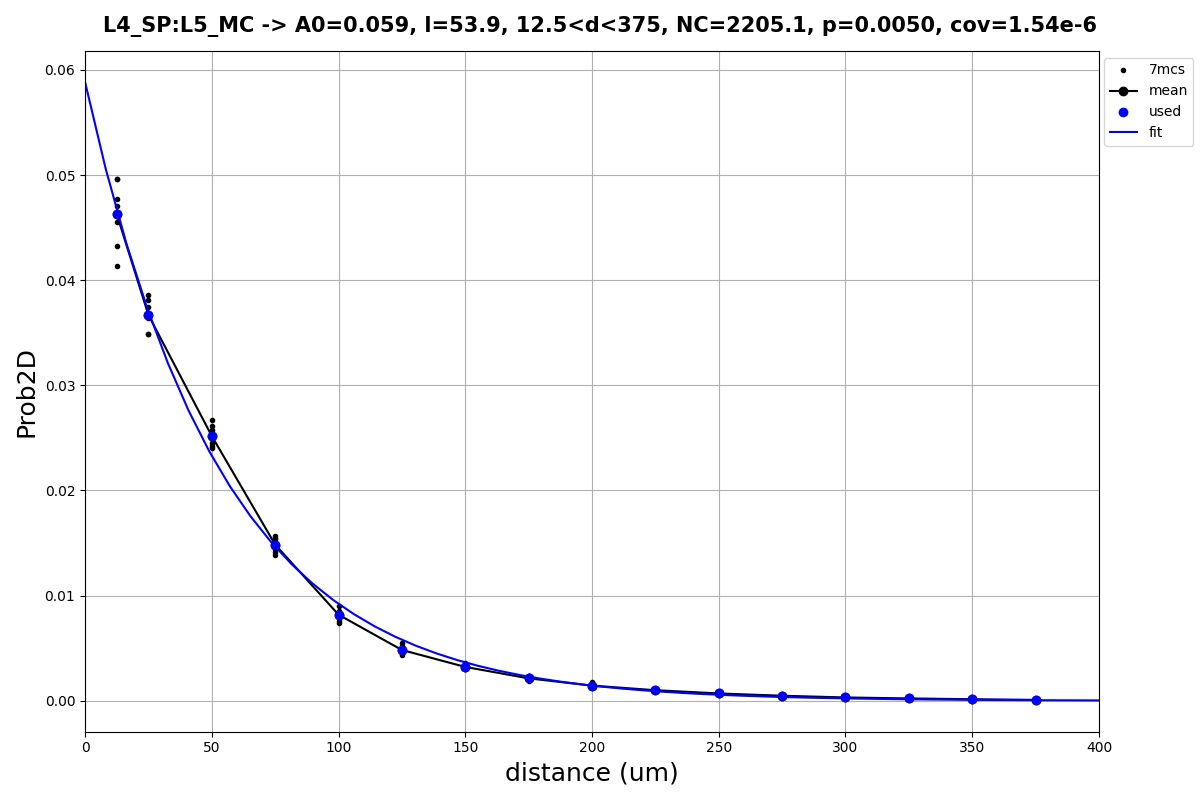 L4_SP:L5_MC -> A0=0.059, l=53.9, 12.5<d<375, NC=2205.1, p=0.0050, cov=1.54e-6
7mcs
mean
used
fit
0.06
0.05
0.04
0.03
0.02
0.01
0.00
Prob2D
0 50 100 150 200 250 300 350 400
distance (um)